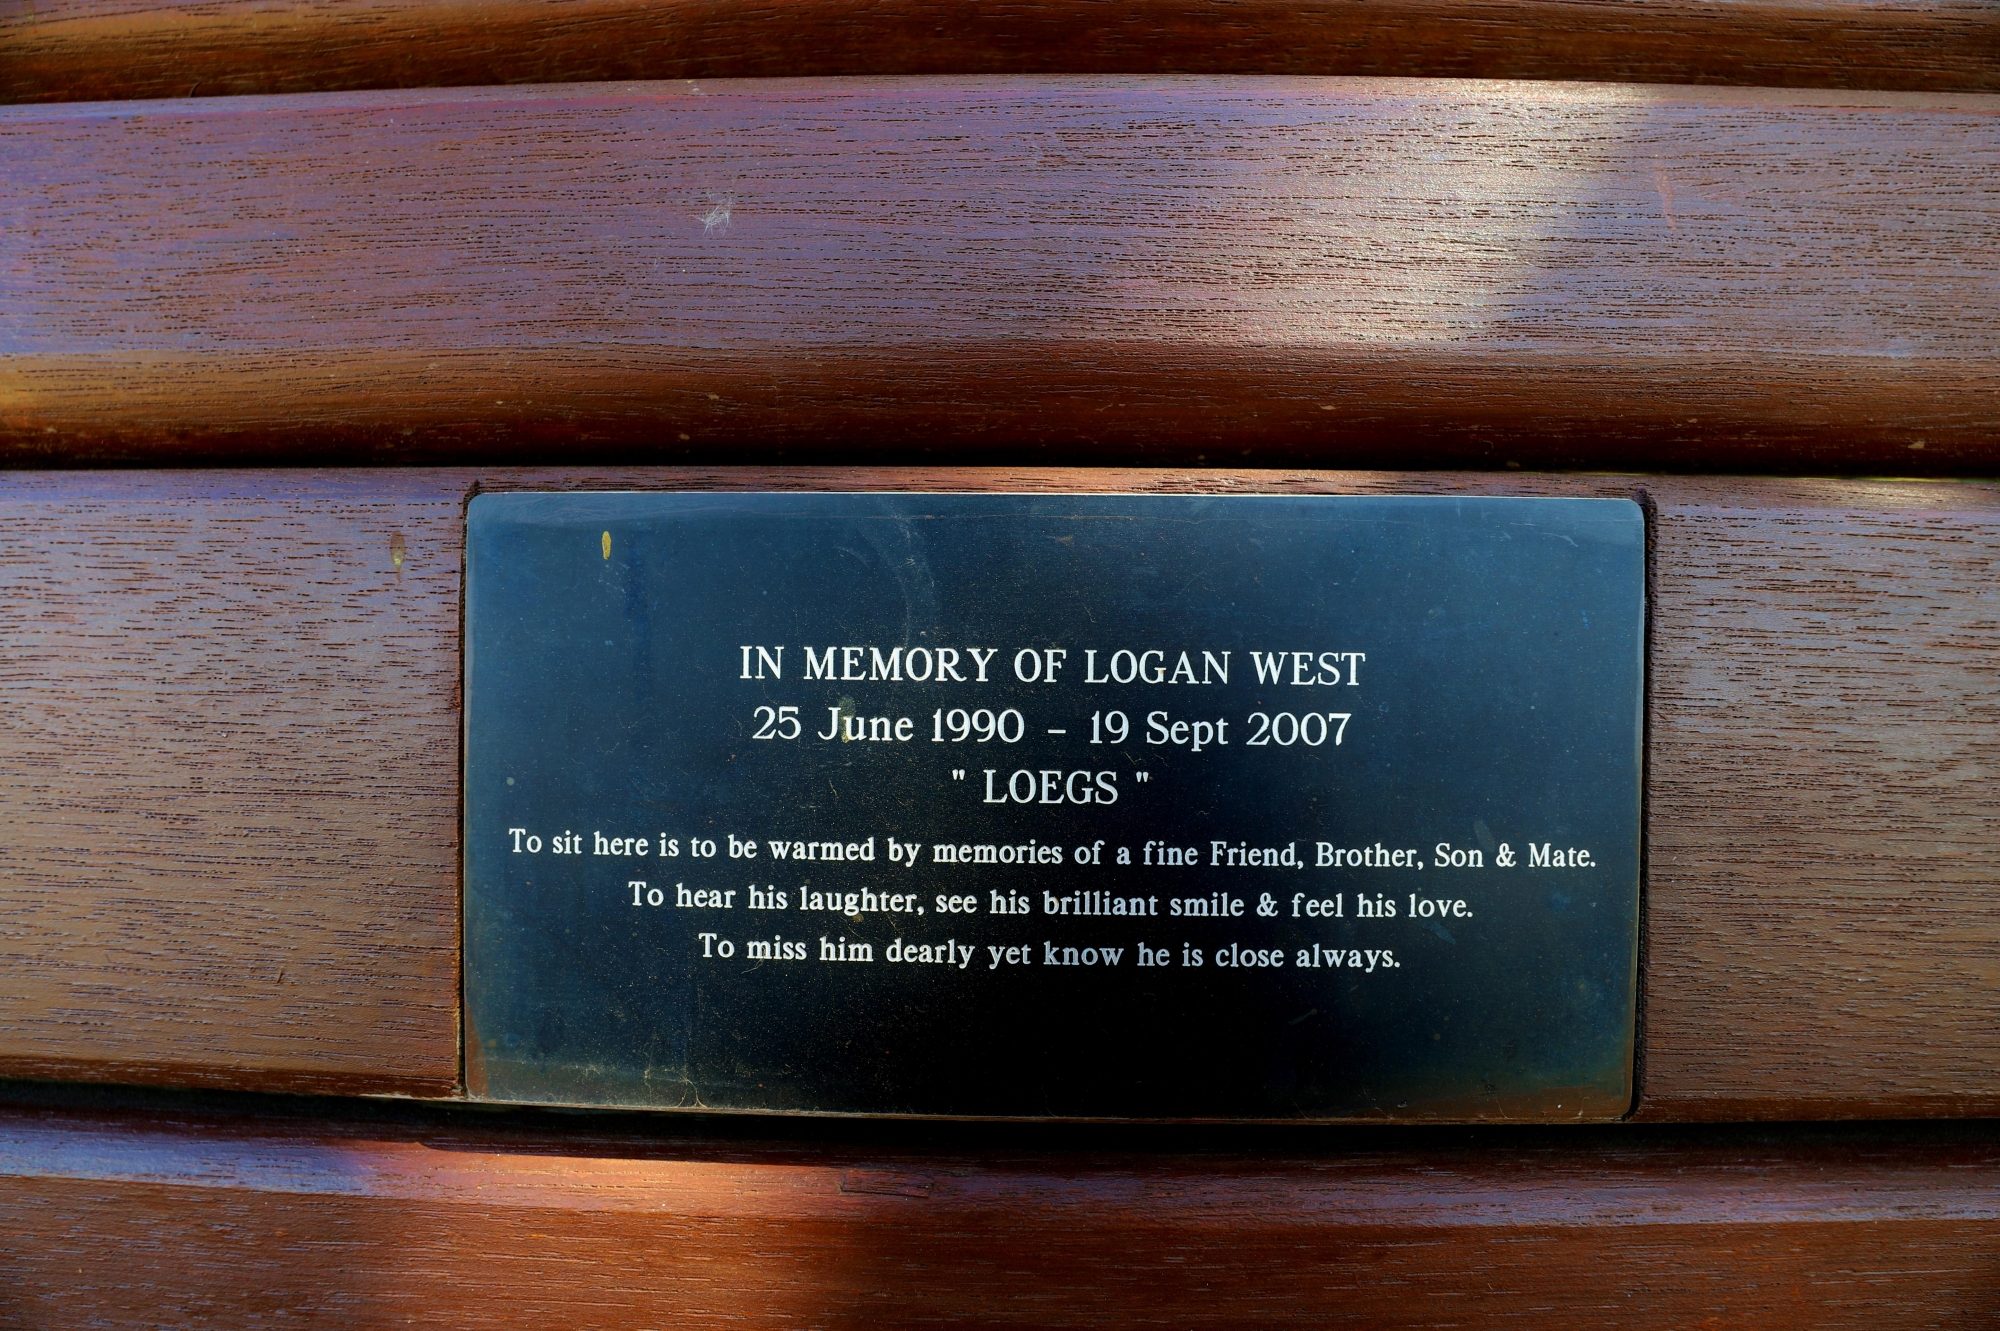 IN MEMORY OF LOGAN WEST
25 June 1990 - 19 Sept 2007
" LOEGS "
To sit here is to be warmed by memories of a fine Friend, Brother, Son & Mate.
To hear his laughter, see his brilliant smile & feel his love.
To miss him dearly yet know he is close always.